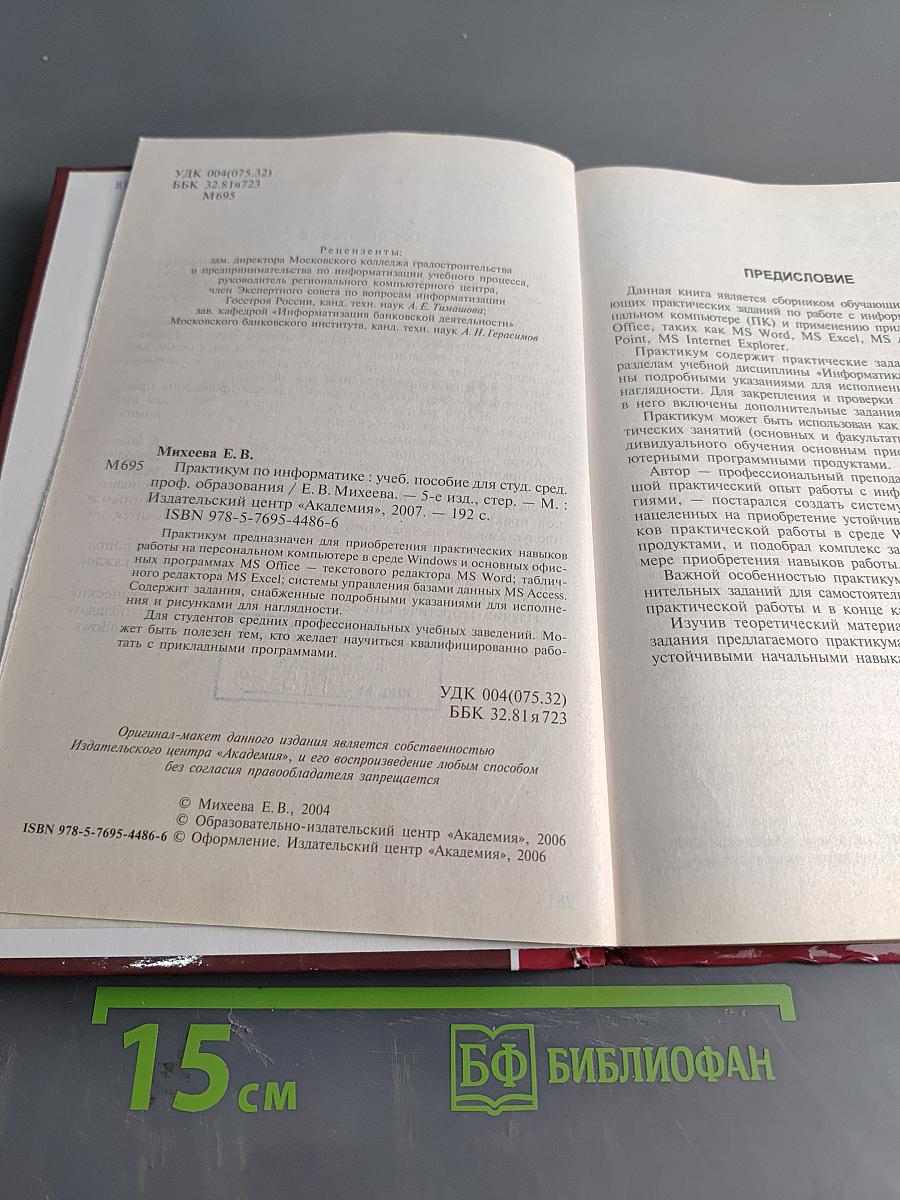 УДК 004(075.32)
ББК 32.81я723
М695
Рецензенты:
зам. директора Московского колледжа градостроительства
и предпринимательства по информатизации учебного процесса,
руководитель регионального компьютерного центра,
член Экспертного совета по вопросам информатизации
Госстроя России, канд. техн. наук А. Е. Тимашова;
зав. кафедрой «Информатизация банковской деятельности»
Московского банковского института, канд. техн. наук А. Н. Герасимов
Михеева Е. В.
М695 Практикум по информатике : учеб. пособие для студ. сред.
проф. образования / Е. В. Михеева. — 5-е изд., стер. — М. :
Издательский центр «Академия», 2007. — 192 с.
ISBN 978-5-7695-4486-6
Практикум предназначен для приобретения практических навыков
работы на персональном компьютере в среде Windows и основных офис-
ных программах MS Office — текстового редактора MS Word; таблич-
ного редактора MS Excel; системы управления базами данных MS Access.
Содержит задания, снабженные подробными указаниями для исполне-
ния и рисунками для наглядности.
Для студентов средних профессиональных учебных заведений. Мо-
жет быть полезен тем, кто желает научиться квалифицированно рабо-
тать с прикладными программами.
УДК 004(075.32)
ББК 32.81я723
Оригинал-макет данного издания является собственностью
Издательского центра «Академия», и его воспроизведение любым способом
без согласия правообладателя запрещается
© Михеева Е. В., 2004
© Образовательно-издательский центр «Академия», 2006
ISBN 978-5-7695-4486-6 © Оформление. Издательский центр «Академия», 2006
ПРЕДИСЛОВИЕ
Данная книга является сборником обучающи
ющих практических заданий по работе с информ
нальном компьютере (ПК) и применению при
Office, таких как MS Word, MS Excel, MS
Point, MS Internet Explorer.
Практикум содержит практические зада
разделам учебной дисциплины «Информатика
ны подробными указаниями для исполнени
наглядности. Для закрепления и проверки
в него включены дополнительные задания
Практикум может быть использован как
тических занятий (основных и факультати
дивидуального обучения основным прие
ютерными программными продуктами.
Автор — профессиональный препода
шой практический опыт работы с инф
гиями, — постарался создать систему
нацеленных на приобретение устойчив
ков практической работы в среде W
продуктами, и подобрал комплекс за
мере приобретения навыков работы.
Важной особенностью практикум
нительных заданий для самостоятел
практической работы и в конце ка
Изучив теоретический материа
задания предлагаемого практикума
устойчивыми начальными навыка
15 см
БФ БИБЛИОФАН